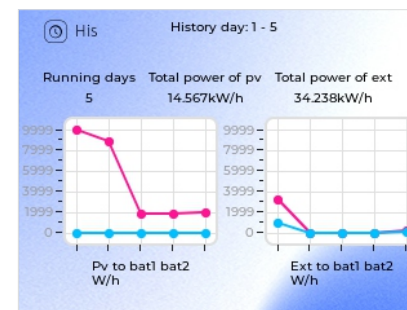 His
History day: 1 - 5
Running days Total power of pv Total power of ext
5 14.567kW/h 34.238kW/h
9999 9999
7999 7999
5999 5999
3999 3999
1999 1999
0 0
Pv to bat1 bat2 Ext to bat1 bat2
W/h W/h